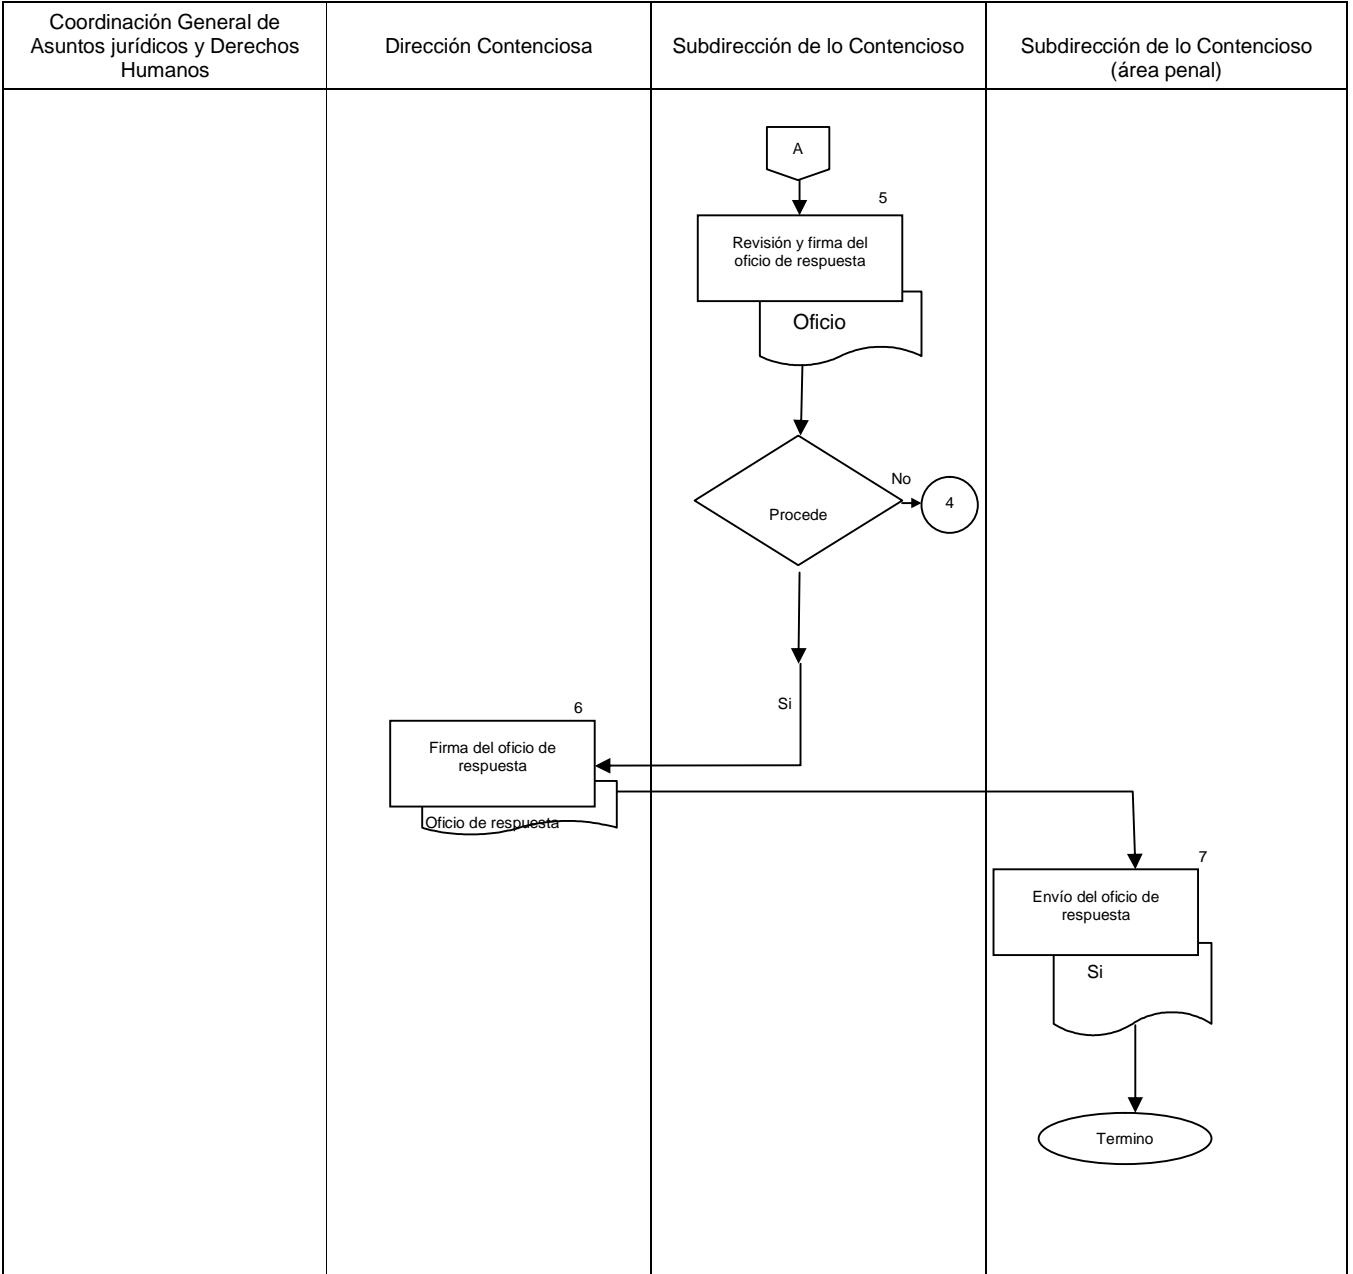 Coordinación General de
Asuntos jurídicos y Derechos
Humanos
Dirección Contenciosa
Subdirección de lo Contencioso
Subdirección de lo Contencioso
(área penal)
A
5
Revisión y firma del
oficio de respuesta
Oficio
No
4
Procede
Si
6
Firma del oficio de
respuesta
Oficio de respuesta
7
Envío del oficio de
respuesta
Si
Termino